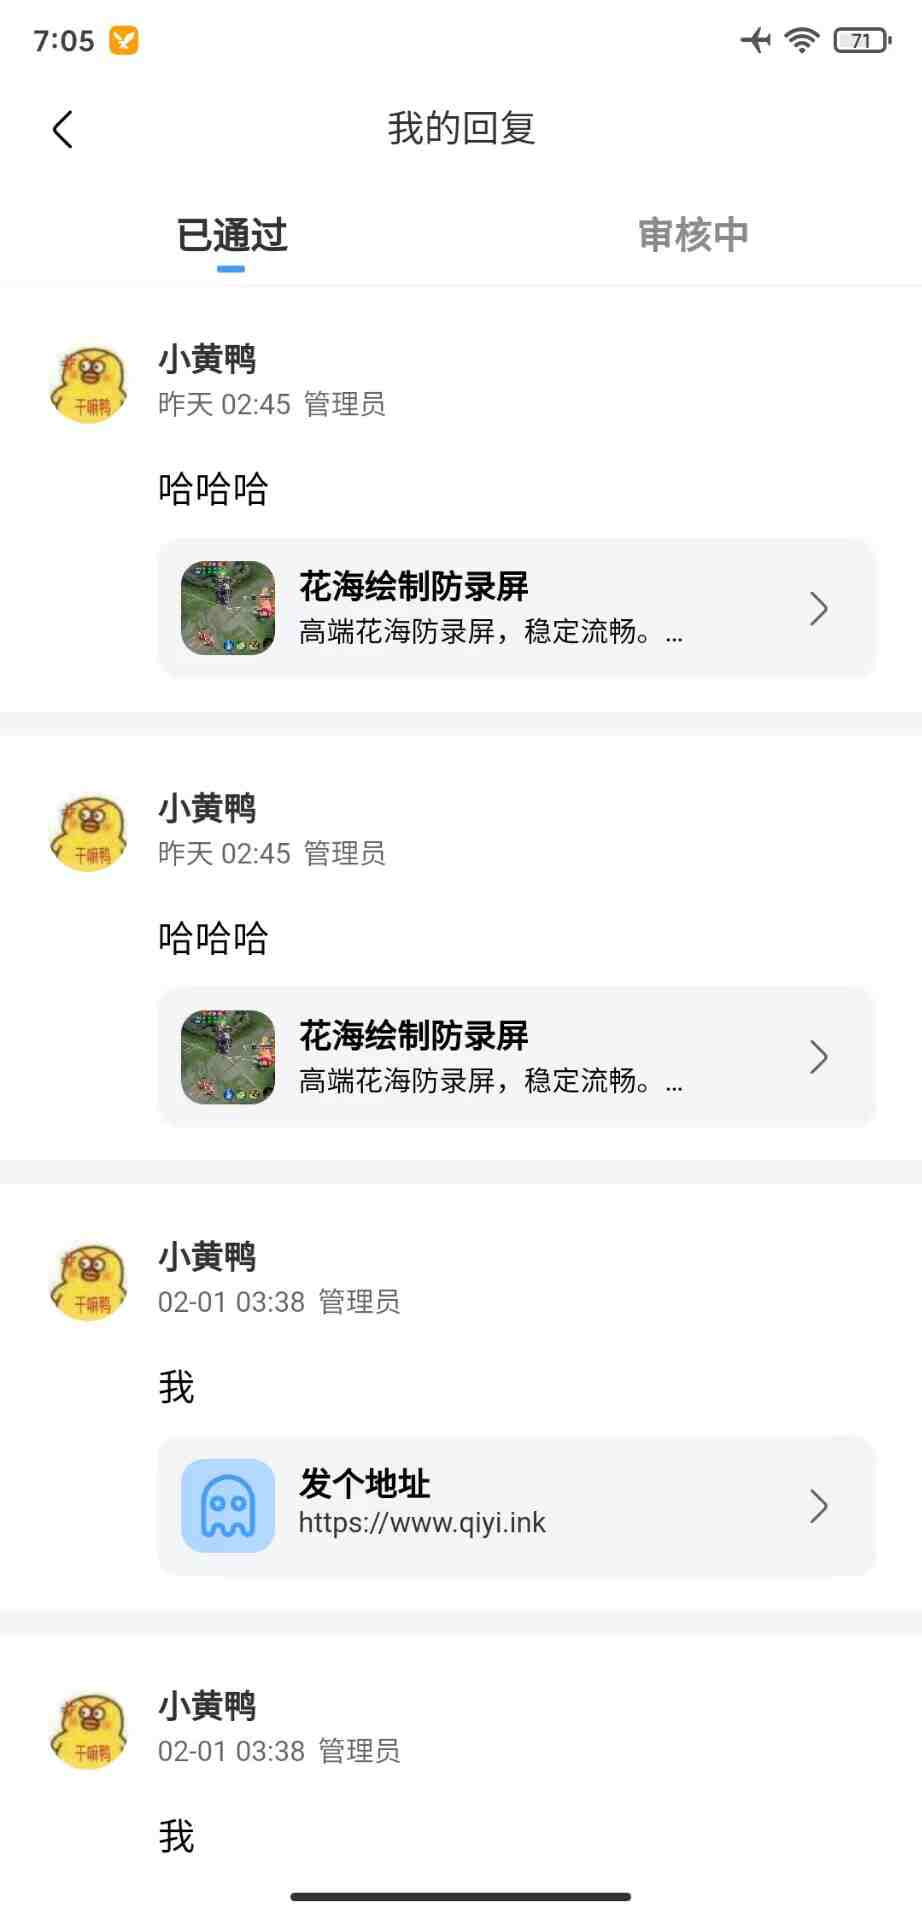 7:05
71
我的回复
已通过
审核中
小黄鸭
昨天 02:45 管理员
干嘛鸭
哈哈哈
花海绘制防录屏
高端花海防录屏，稳定流畅。...
小黄鸭
昨天 02:45 管理员
干嘛鸭
哈哈哈
花海绘制防录屏
高端花海防录屏，稳定流畅。...
小黄鸭
02-01 03:38 管理员
干嘛鸭
我
发个地址
https://www.qiyi.ink
小黄鸭
02-01 03:38 管理员
干嘛鸭
我